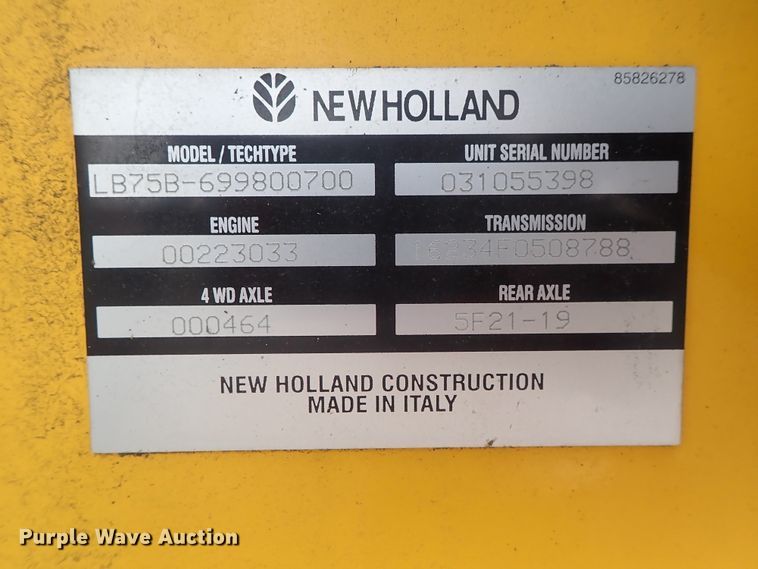 85826278
NEW HOLLAND
MODEL / TECHTYPE UNIT SERIAL NUMBER
LB75B-699800700 031055398
ENGINE TRANSMISSION
00223033
4 WD AXLE REAR AXLE
000464 5F21-19
NEW HOLLAND CONSTRUCTION
MADE IN ITALY
Purple Wave Auction